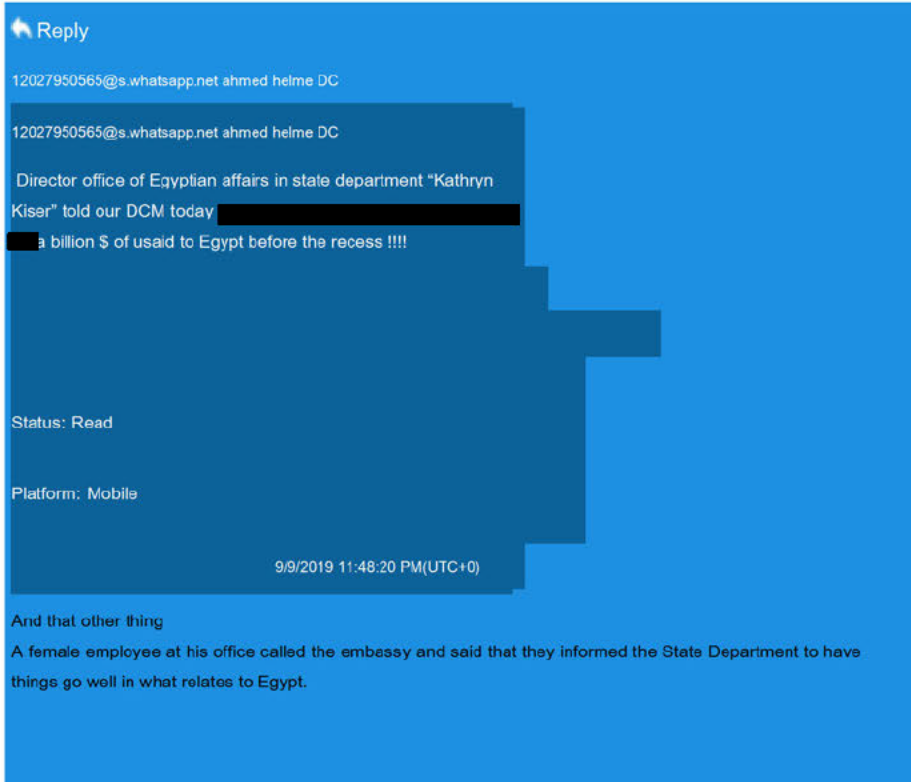 Reply
12027950565@s.whatsapp.net ahmed helme DC
12027950565@s.whatsapp.net ahmed helme DC
Director office of Egyptian affairs in state department “Kathryn
Kiser” told our DCM today
a billion $ of usaid to Egypt before the recess !!!!
Status: Read
Platform: Mobile
9/9/2019 11:48:20 PM(UTC+0)
And that other thing
A female employee at his office called the embassy and said that they informed the State Department to have
things go well in what relates to Egypt.